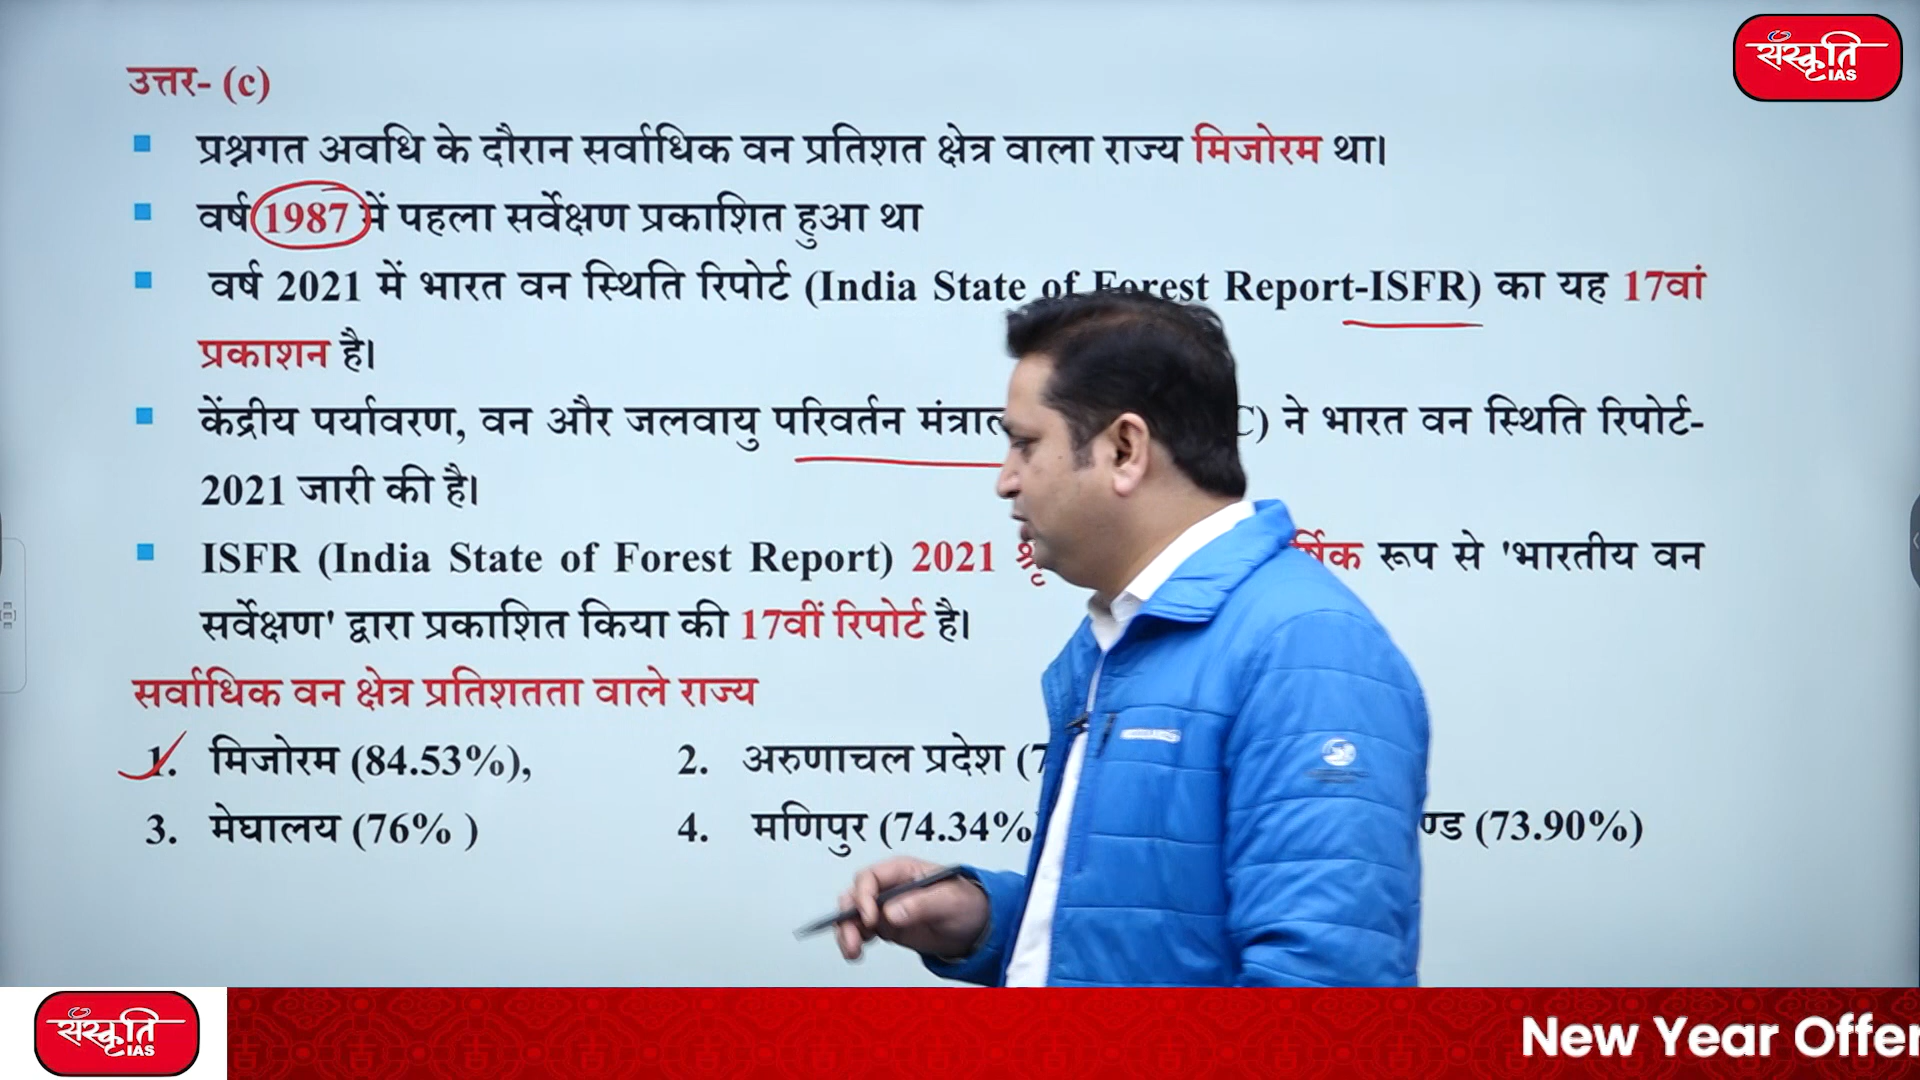 संस्कृति
IAS
उत्तर- (c)
प्रश्नगत अवधि के दौरान सर्वाधिक वन प्रतिशत क्षेत्र वाला राज्य मिजोरम था।
वर्ष 1987 में पहला सर्वेक्षण प्रकाशित हुआ था
वर्ष 2021 में भारत वन स्थिति रिपोर्ट (India State of Forest Report-ISFR) का यह 17वां
प्रकाशन है।
केंद्रीय पर्यावरण, वन और जलवायु परिवर्तन C) ने भारत वन स्थिति रिपोर्ट-
2021 जारी की है।
ISFR (India State of Forest Report) 2021 रूप से 'भारतीय वन
सर्वेक्षण' द्वारा प्रकाशित किया की 17वीं रिपोर्ट है।
सर्वाधिक वन क्षेत्र प्रतिशतता वाले राज्य
1. मिजोरम (84.53%), 2. अरुणाचल प्रदेश (7
3. मेघालय (76% ) 4. मणिपुर (74.34% ण्ड (73.90%)
संस्कृति
IAS
New Year Offer